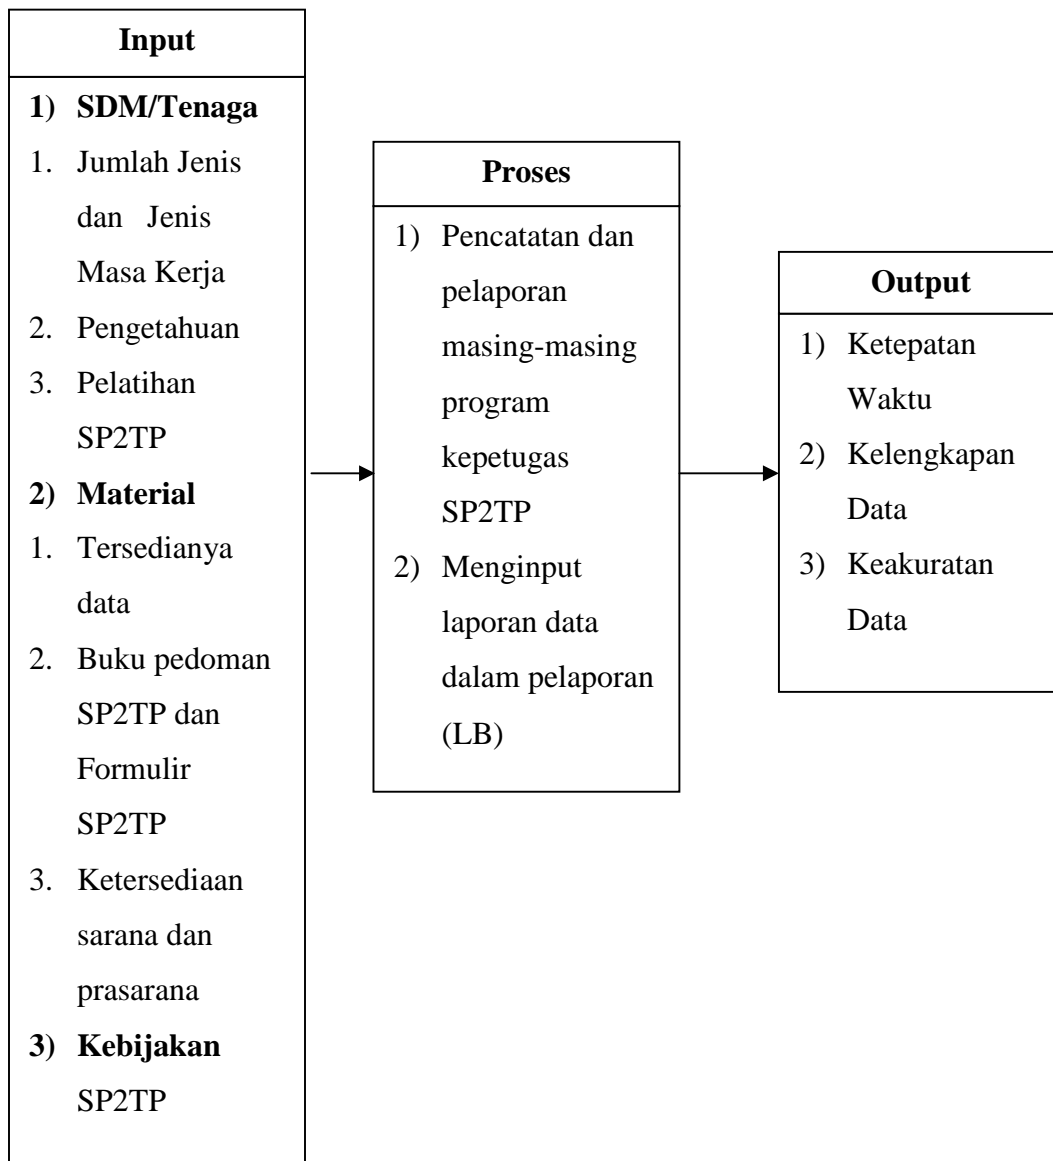 Input
1) SDM/Tenaga
1. Jumlah Jenis
dan Jenis
Masa Kerja
2. Pengetahuan
3. Pelatihan
SP2TP
2) Material
1. Tersedianya
data
2. Buku pedoman
SP2TP dan
Formulir
SP2TP
3. Ketersediaan
sarana dan
prasarana
3) Kebijakan
SP2TP
Proses
1) Pencatatan dan
pelaporan
masing-masing
program
kepetugas
SP2TP
2) Menginput
laporan data
dalam pelaporan
(LB)
Output
1) Ketepatan
Waktu
2) Kelengkapan
Data
3) Keakuratan
Data